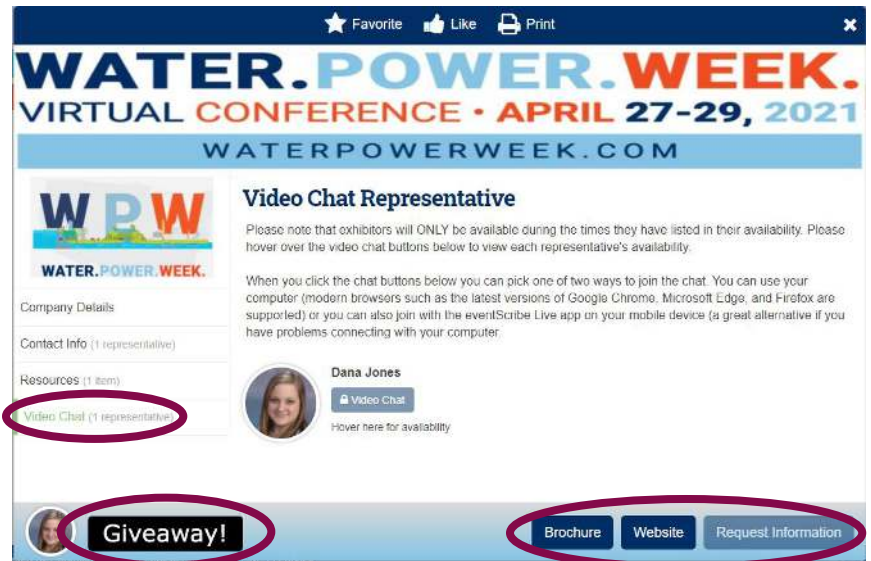 Favorite Like Print
WATER.POWER.WEEK.
VIRTUAL CONFERENCE • APRIL 27-29, 2021
WATERPOWERWEEK.COM
WPW
WATER.POWER.WEEK.
Company Details
Contact Info (1 representative)
Resources (1 item)
Video Chat (1 representative)
Video Chat Representative
Please note that exhibitors will ONLY be available during the times they have listed in their availability. Please
hover over the video chat buttons below to view each representative's availability.
When you click the chat buttons below you can pick one of two ways to join the chat. You can use your
computer (modern browsers such as the latest versions of Google Chrome, Microsoft Edge, and Firefox are
supported) or you can also join with the eventScribe Live app on your mobile device (a great alternative if you
have problems connecting with your computer.
Dana Jones
Video Chat
Hover here for availability
Giveaway!
Brochure Website Request Information